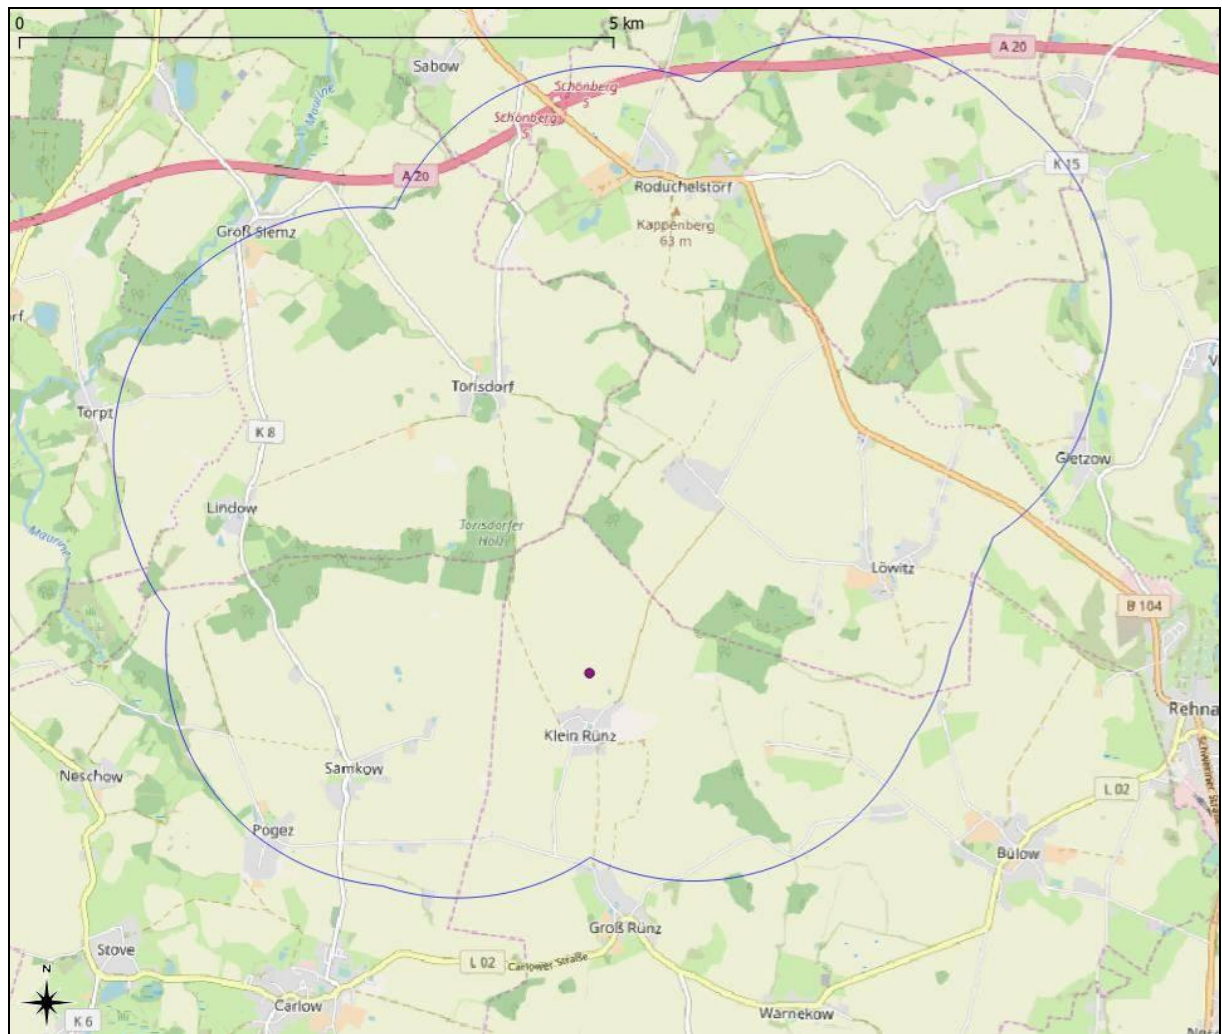 0
5 km
A 20
Sabow
Schönberg
S
Schönberg
S
Mauline
A 20
K 15
Roduchelstorf
Kappenberg
63 m
Groß Siemz
Torisdorf
Torpt
K 8
Gletzow
Lindow
Torisdorfer
Holz
Maurine
Löwitz
B 104
Rehna
Klein Rünz
Neschow
Samkow
L 02
Pogez
Bülow
Groß Rünz
Stove
L 02
Carlower Straße
N
Carlow
Warnekow
K 6